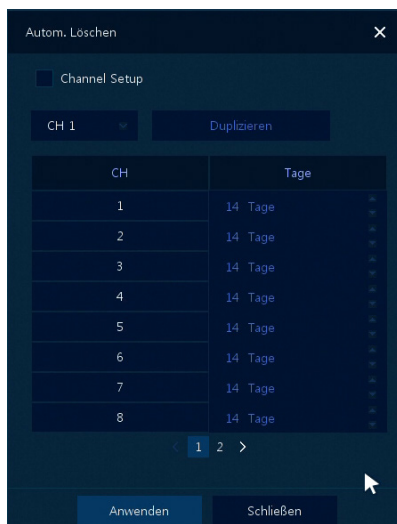 Autom. Löschen
Channel Setup
CH 1 Duplizieren
CH Tage
1 14 Tage
2 14 Tage
3 14 Tage
4 14 Tage
5 14 Tage
6 14 Tage
7 14 Tage
8 14 Tage
1 2
Anwenden Schließen